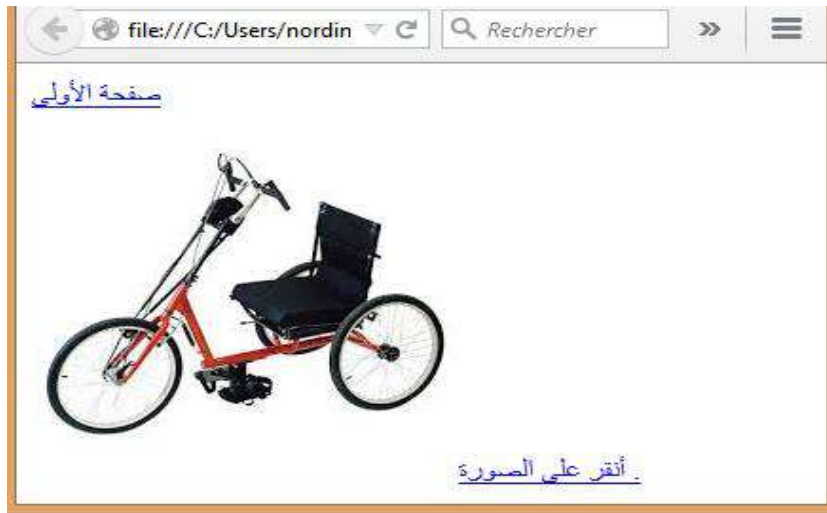 file:///C:/Users/nordin Rechercher »
صفحة الأولى
أنقر على الصورة .